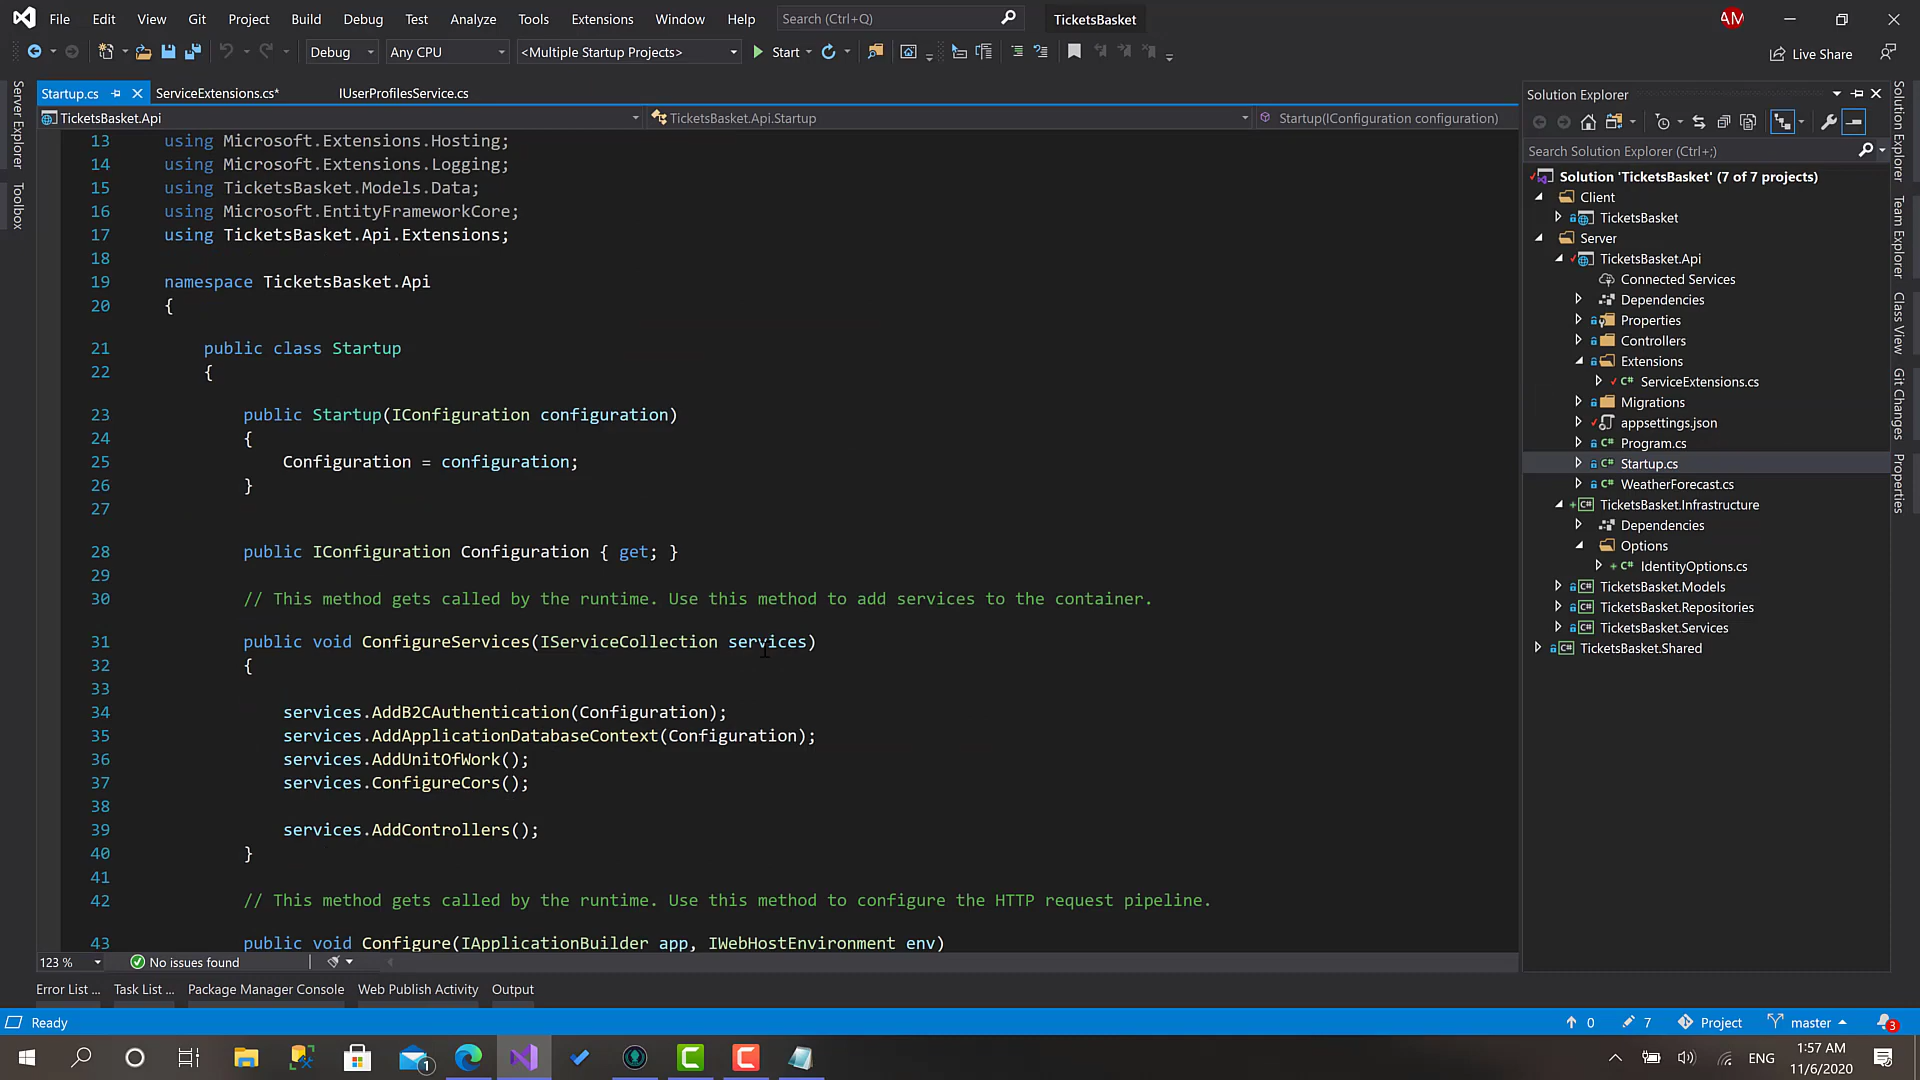 File Edit View Git Project Build Debug Test Analyze Tools Extensions Window Help Search (Ctrl+Q) TicketsBasket AM
Debug Any CPU <Multiple Startup Projects> Start Live Share
Startup.cs ServiceExtensions.cs* IUserProfilesService.cs
TicketsBasket.Api TicketsBasket.Api.Startup Startup(IConfiguration configuration)
13 using Microsoft.Extensions.Hosting;
14 using Microsoft.Extensions.Logging;
15 using TicketsBasket.Models.Data;
16 using Microsoft.EntityFrameworkCore;
17 using TicketsBasket.Api.Extensions;
18
19 namespace TicketsBasket.Api
20 {
21 public class Startup
22 {
23 public Startup(IConfiguration configuration)
24 {
25 Configuration = configuration;
26 }
27
28 public IConfiguration Configuration { get; }
29
30 // This method gets called by the runtime. Use this method to add services to the container.
31 public void ConfigureServices(IServiceCollection services)
32 {
33
34 services.AddB2CAuthentication(Configuration);
35 services.AddApplicationDatabaseContext(Configuration);
36 services.AddUnitOfWork();
37 services.ConfigureCors();
38
39 services.AddControllers();
40 }
41
42 // This method gets called by the runtime. Use this method to configure the HTTP request pipeline.
43 public void Configure(IApplicationBuilder app, IWebHostEnvironment env)
123 % No issues found
Server Explorer
Toolbox
Solution Explorer
Search Solution Explorer (Ctrl+;)
Solution 'TicketsBasket' (7 of 7 projects)
Client
TicketsBasket
Server
TicketsBasket.Api
Connected Services
Dependencies
Properties
Controllers
Extensions
ServiceExtensions.cs
Migrations
appsettings.json
Program.cs
Startup.cs
WeatherForecast.cs
TicketsBasket.Infrastructure
Dependencies
Options
IdentityOptions.cs
TicketsBasket.Models
TicketsBasket.Repositories
TicketsBasket.Services
TicketsBasket.Shared
Solution Explorer
Team Explorer
Class View
Git Changes
Properties
Error List ... Task List ... Package Manager Console Web Publish Activity Output
Ready 0 7 Project master 3
1 ENG 1:57 AM
11/6/2020